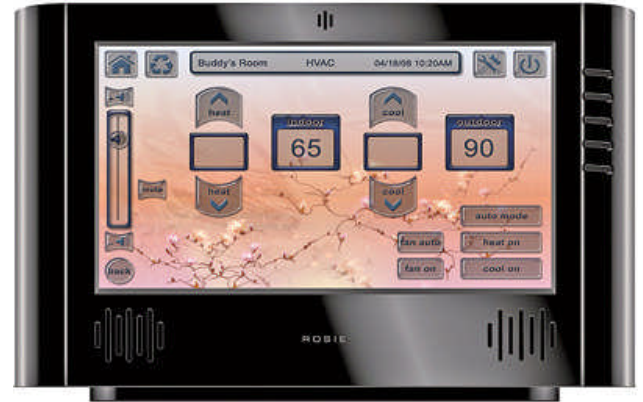 Buddy's Room HVAC 04/18/08 10:20AM
heat
cool
indoor
outdoor
65
90
mute
heat
cool
auto mode
fan auto
heat on
back
fan on
cool on
ROSIE